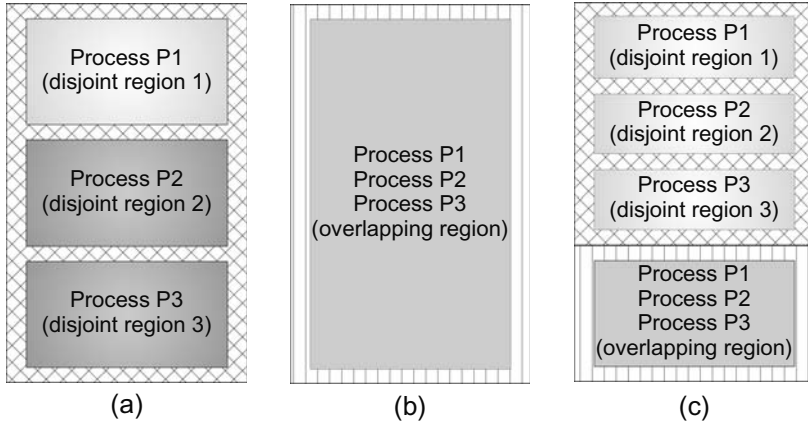 Process P1
(disjoint region 1)
Process P2
(disjoint region 2)
Process P3
(disjoint region 3)
(a)
Process P1
Process P2
Process P3
(overlapping region)
(b)
Process P1
(disjoint region 1)
Process P2
(disjoint region 2)
Process P3
(disjoint region 3)
Process P1
Process P2
Process P3
(overlapping region)
(c)